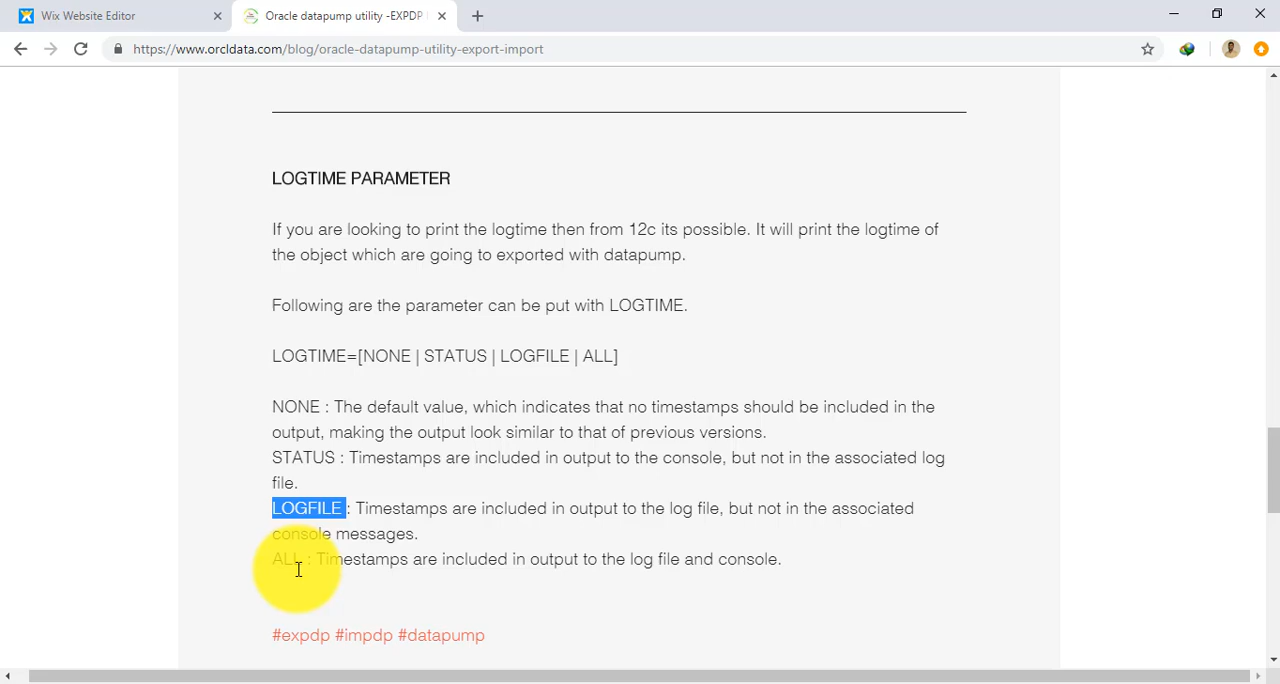 Wix Website Editor
Oracle datapump utility -EXPDP
https://www.orcldata.com/blog/oracle-datapump-utility-export-import
LOGTIME PARAMETER
If you are looking to print the logtime then from 12c its possible. It will print the logtime of
the object which are going to exported with datapump.
Following are the parameter can be put with LOGTIME.
LOGTIME=[NONE | STATUS | LOGFILE | ALL]
NONE : The default value, which indicates that no timestamps should be included in the
output, making the output look similar to that of previous versions.
STATUS : Timestamps are included in output to the console, but not in the associated log
file.
LOGFILE : Timestamps are included in output to the log file, but not in the associated
console messages.
ALL : Timestamps are included in output to the log file and console.
#expdp #impdp #datapump